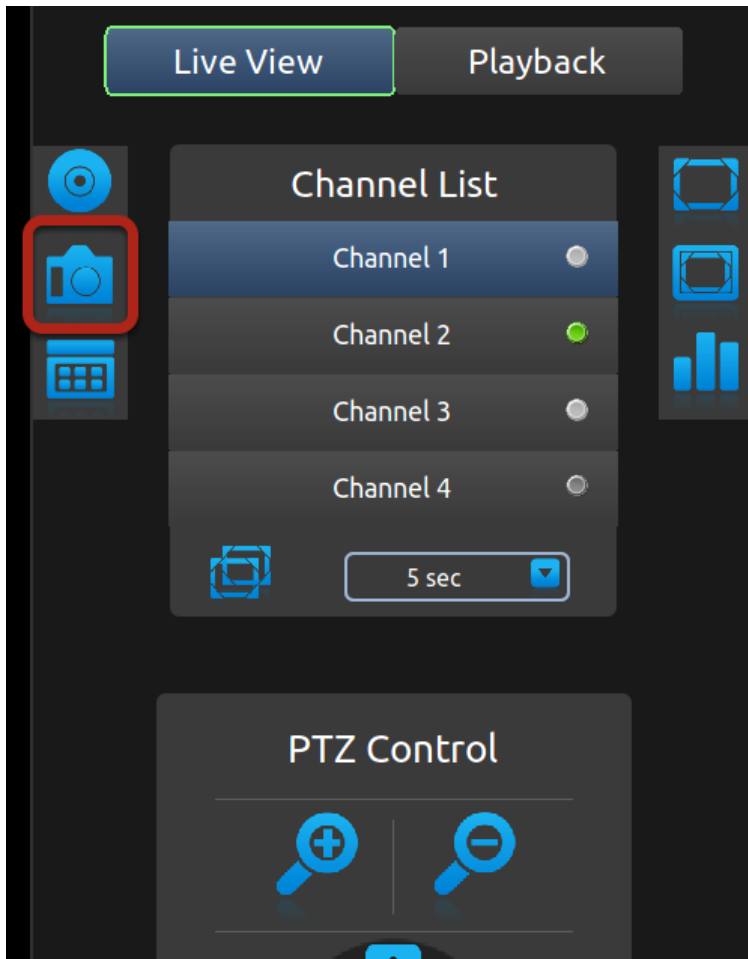 Live View
Playback
Channel List
Channel 1
Channel 2
Channel 3
Channel 4
5 sec
PTZ Control